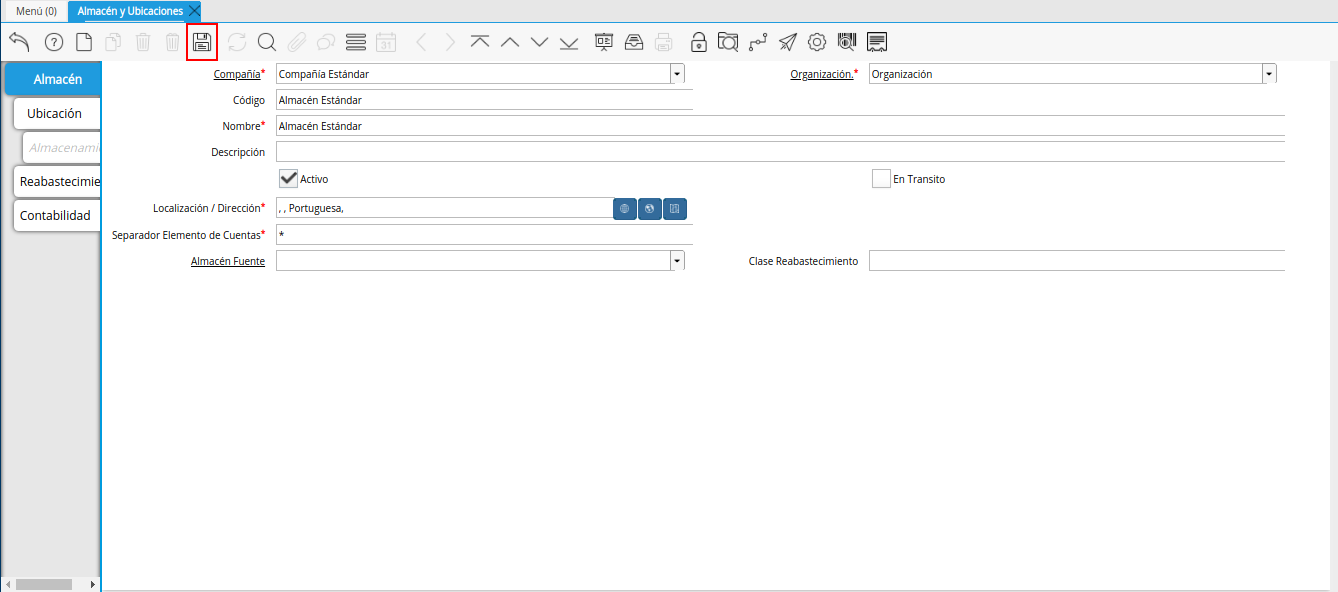 Menú (0) Almacén y Ubicaciones
31
Almacén
Ubicación
Almacenami
Reabastecimie
Contabilidad
Compañía* Compañía Estándar Organización.* Organización
Código Almacén Estándar
Nombre* Almacén Estándar
Descripción
Activo En Transito
Localización / Dirección* , , Portuguesa,
Separador Elemento de Cuentas* *
Almacén Fuente Clase Reabastecimiento